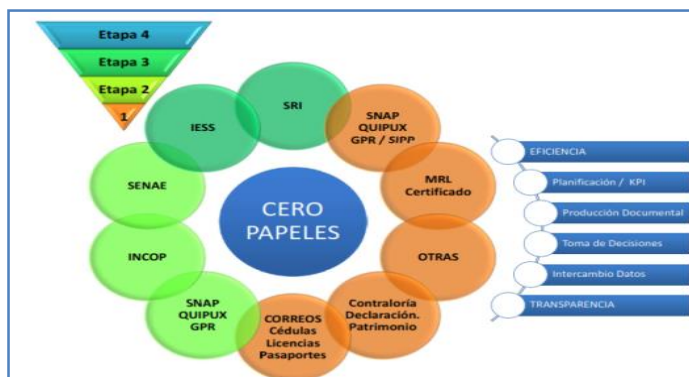 Etapa 4
Etapa 3
Etapa 2
1
SRI
SNAP
QUIPUX
GPR / SIPP
MRL
Certificado
OTRAS
Contraloría
Declaración.
Patrimonio
CORREOS
Cédulas
Licencias
Pasaportes
SNAP
QUIPUX
GPR
INCOP
SENAE
IESS
CERO
PAPELES
EFICIENCIA
Planificación / KPI
Producción Documental
Toma de Decisiones
Intercambio Datos
TRANSPARENCIA